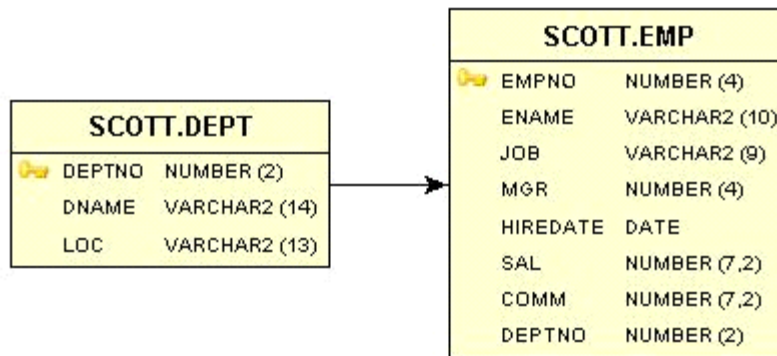 SCOTT.DEPT
DEPTNO NUMBER (2)
DNAME VARCHAR2 (14)
LOC VARCHAR2 (13)
SCOTT.EMP
EMPNO NUMBER (4)
ENAME VARCHAR2 (10)
JOB VARCHAR2 (9)
MGR NUMBER (4)
HIREDATE DATE
SAL NUMBER (7,2)
COMM NUMBER (7,2)
DEPTNO NUMBER (2)